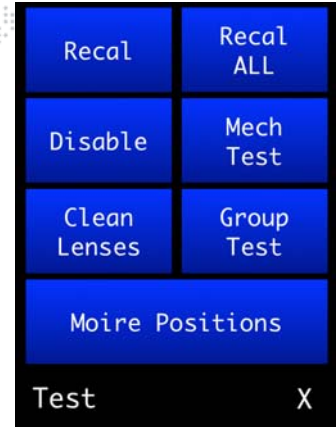 Recal
Recal
ALL
Disable
Mech
Test
Clean
Lenses
Group
Test
Moire Positions
Test X